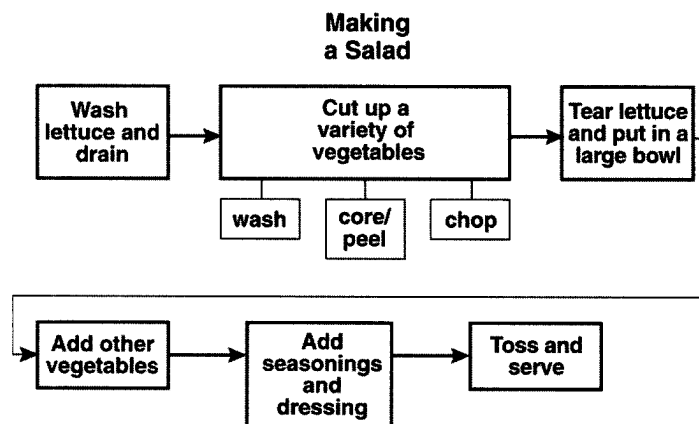 Making
a Salad
Wash
lettuce and
drain
Cut up a
variety of
vegetables
Tear lettuce
and put in a
large bowl
wash
core/
peel
chop
Add other
vegetables
Add
seasonings
and
dressing
Toss and
serve